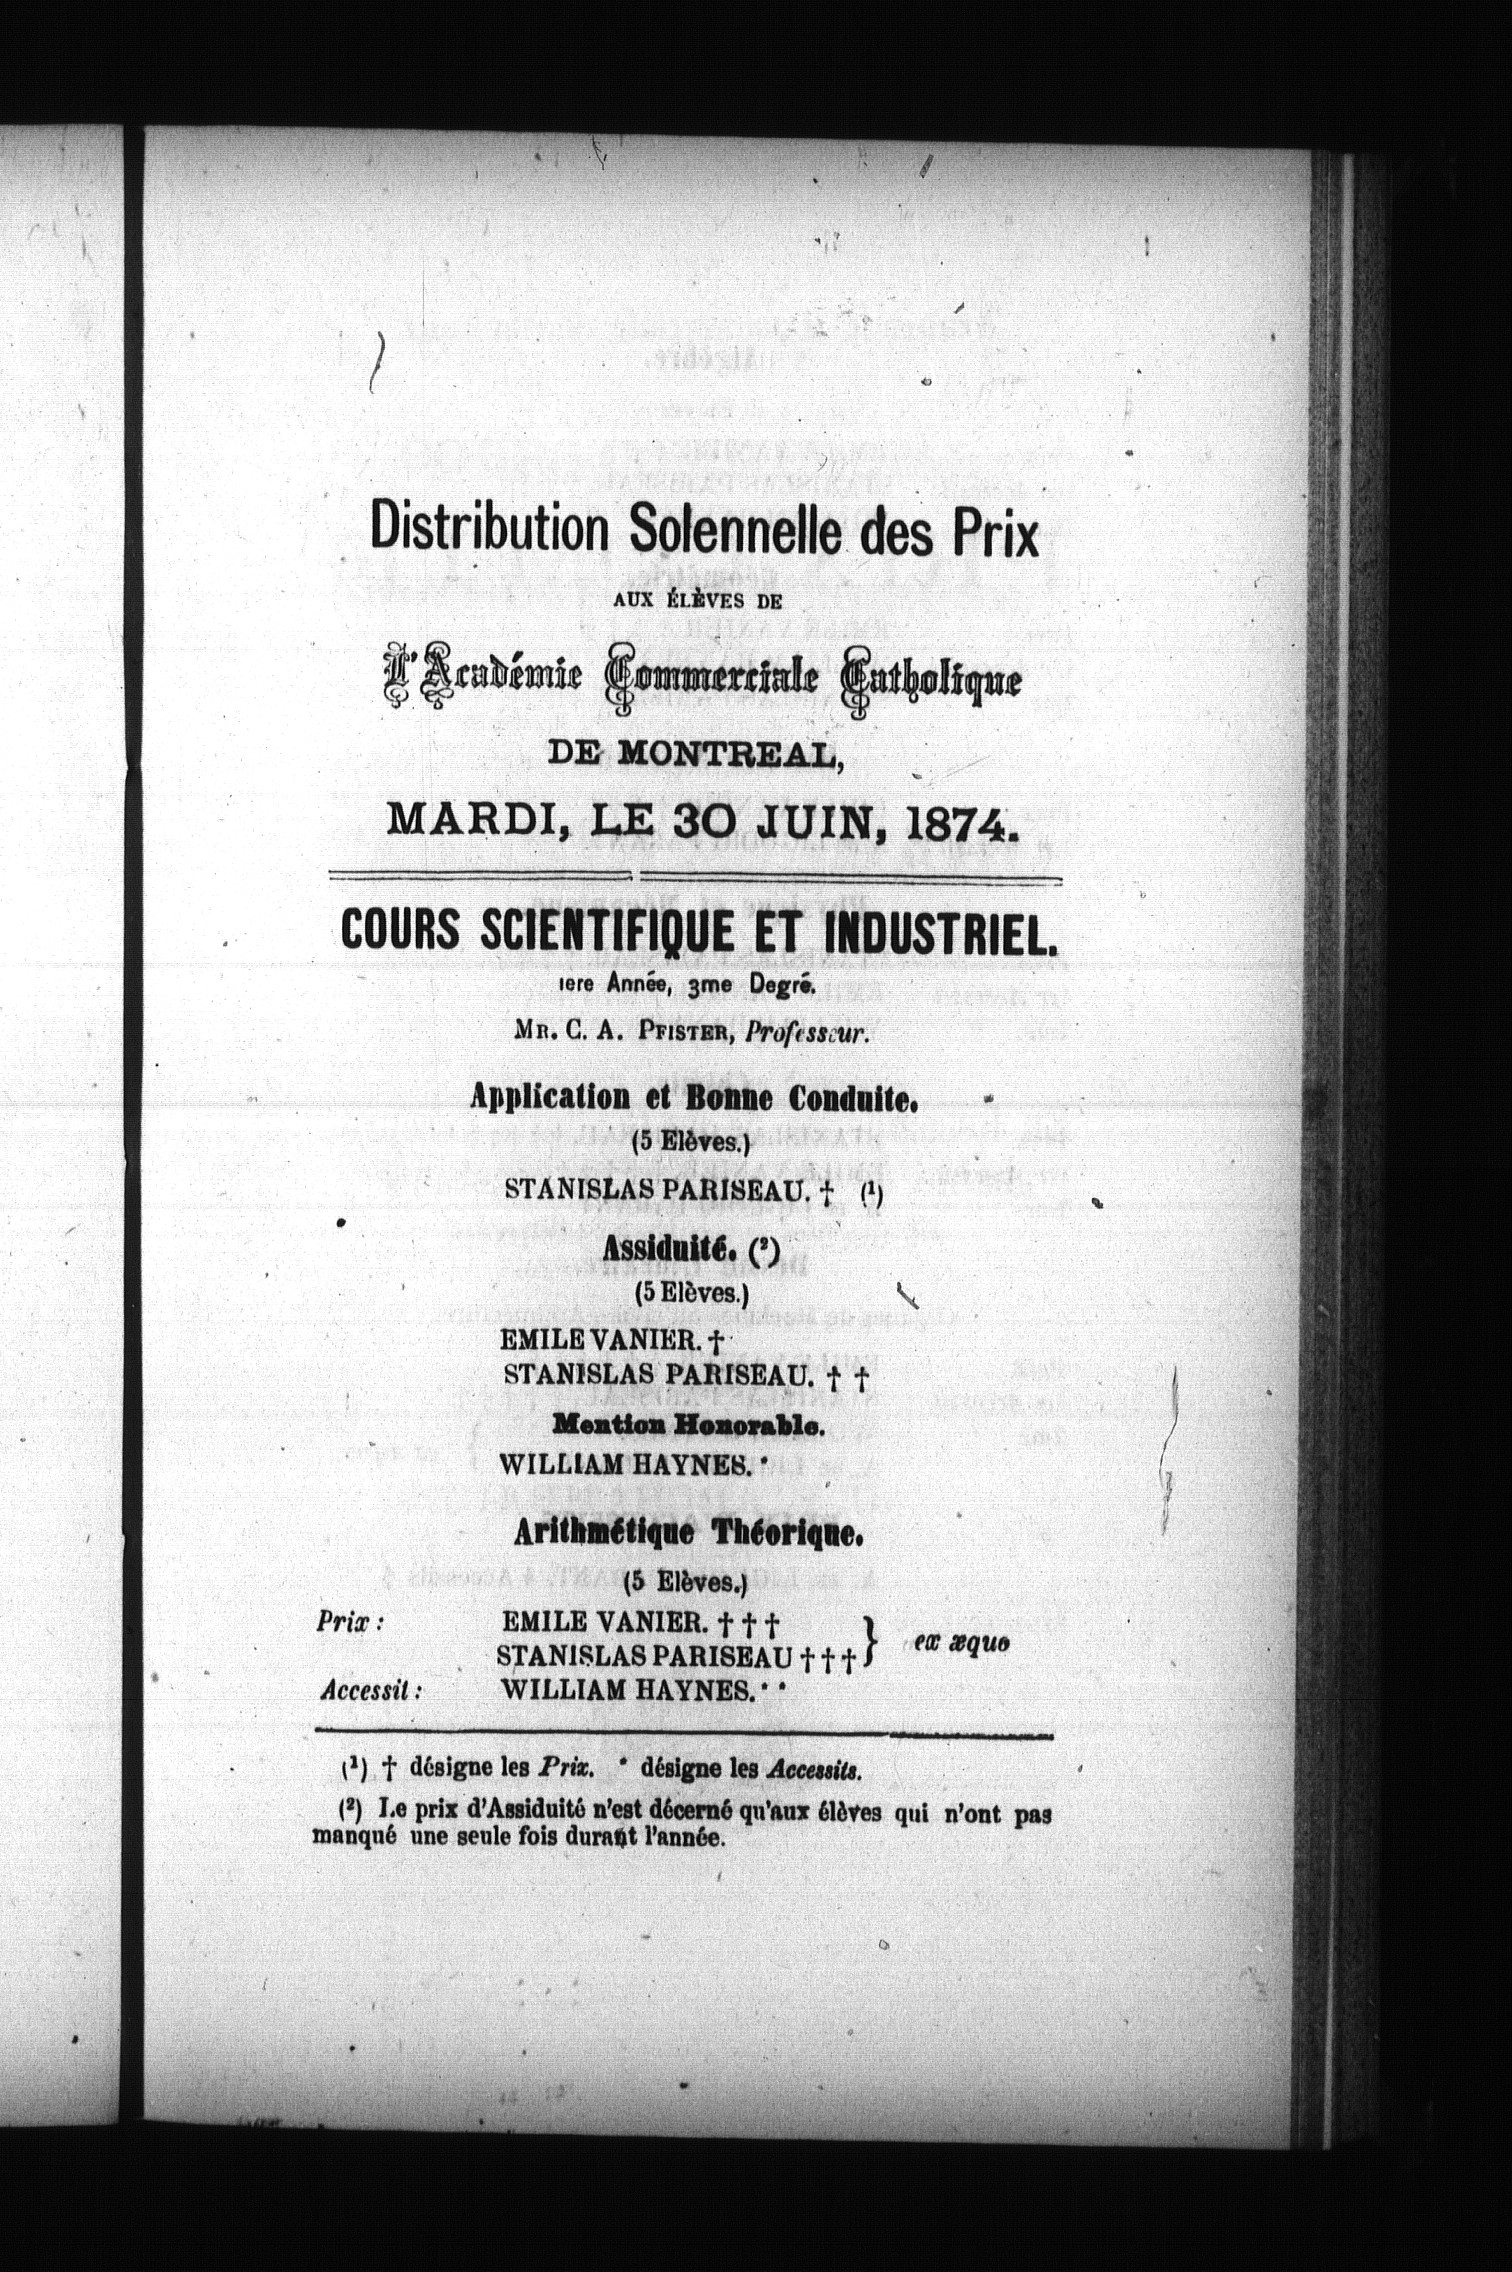 Distribution Solennelle des Prix
AUX ÉLÈVES DE
L'Académie Commerciale Catholique
DE MONTREAL,
MARDI, LE 30 JUIN, 1874.
COURS SCIENTIFIQUE ET INDUSTRIEL.
1ere Année, 3me Degré.
MR. C. A. PFISTER, Professeur.
Application et Bonne Conduite.
(5 Elèves.)
STANISLAS PARISEAU. † (¹)
Assiduité. (²)
(5 Elèves.)
EMILE VANIER. †
STANISLAS PARISEAU. † †
Mention Honorable.
WILLIAM HAYNES. *
Arithmétique Théorique.
(5 Elèves.)
Prix : EMILE VANIER. † † † } ex æquo
STANISLAS PARISEAU † † †
Accessit : WILLIAM HAYNES. * *
(¹) † désigne les Prix. * désigne les Accessits.
(²) Le prix d'Assiduité n'est décerné qu'aux élèves qui n'ont pas
manqué une seule fois durant l'année.